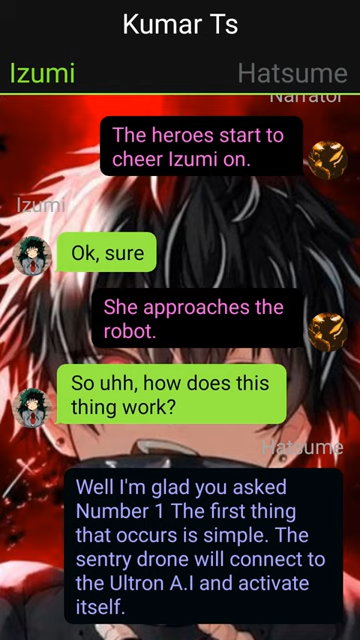 Kumar Ts
Izumi Hatsume
Narrator
The heroes start to
cheer Izumi on.
Izumi
Ok, sure
She approaches the
robot.
So uhh, how does this
thing work?
Hatsume
Well I'm glad you asked
Number 1 The first thing
that occurs is simple. The
sentry drone will connect to
the Ultron A.I and activate
itself.